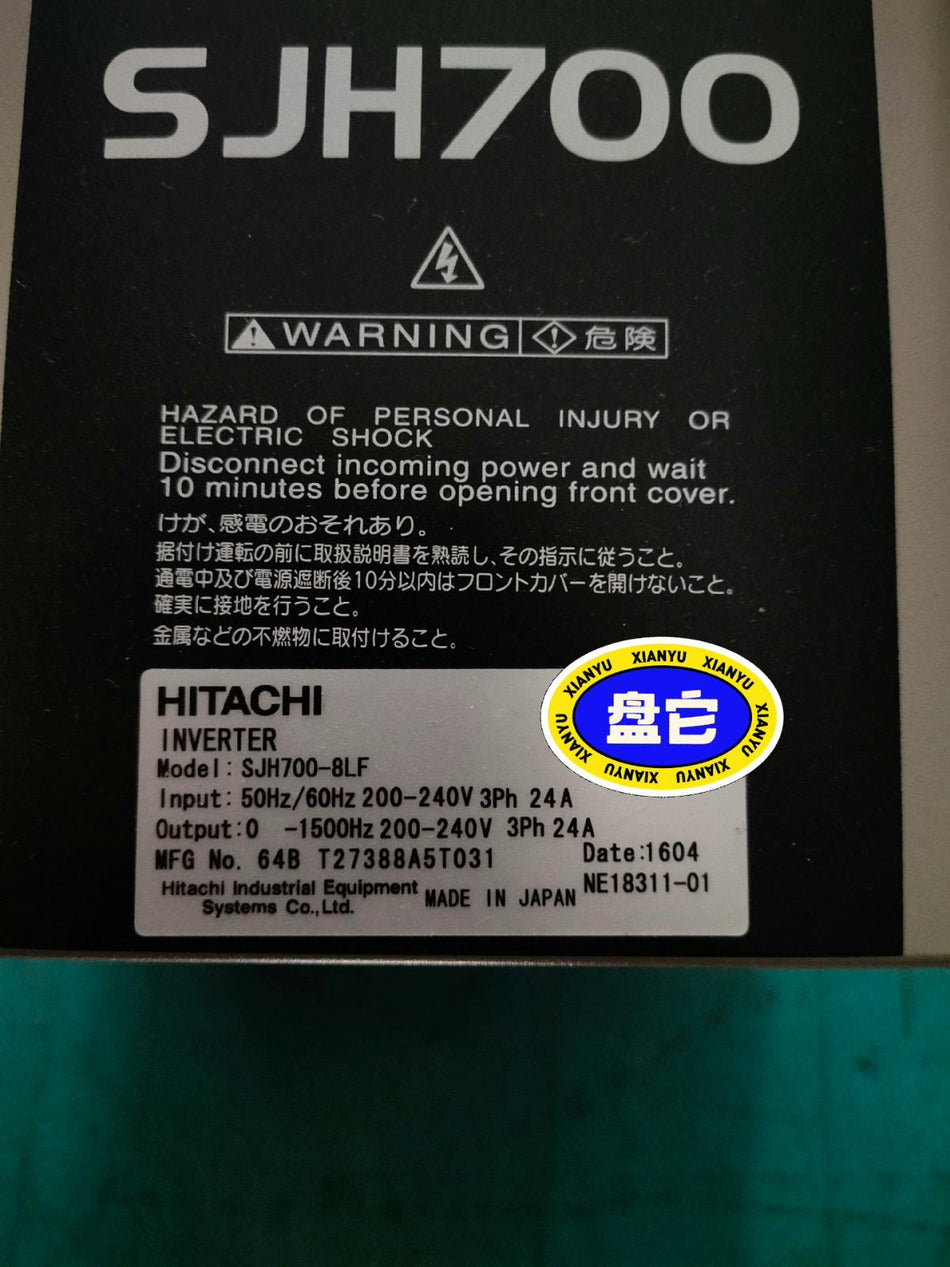 SJH700
WARNING 危険
HAZARD OF PERSONAL INJURY OR
ELECTRIC SHOCK
Disconnect incoming power and wait
10 minutes before opening front cover.
けが、感電のおそれあり。
据付け運転の前に取扱説明書を熟読し、その指示に従うこと。
通電中及び電源遮断後10分以内はフロントカバーを開けないこと。
確実に接地を行うこと。
金属などの不燃物に取付けること。
XIANYU XIANYU XIANYU XIANYU XIANYU XIANYU XIANYU XIANYU
盘它
HITACHI
INVERTER
Model: SJH700-8LF
Input: 50Hz/60Hz 200-240V 3Ph 24A
Output:0 -1500Hz 200-240V 3Ph 24A
MFG No. 64B T27388A5T031 Date:1604
Hitachi Industrial Equipment
Systems Co.,Ltd. MADE IN JAPAN NE18311-01